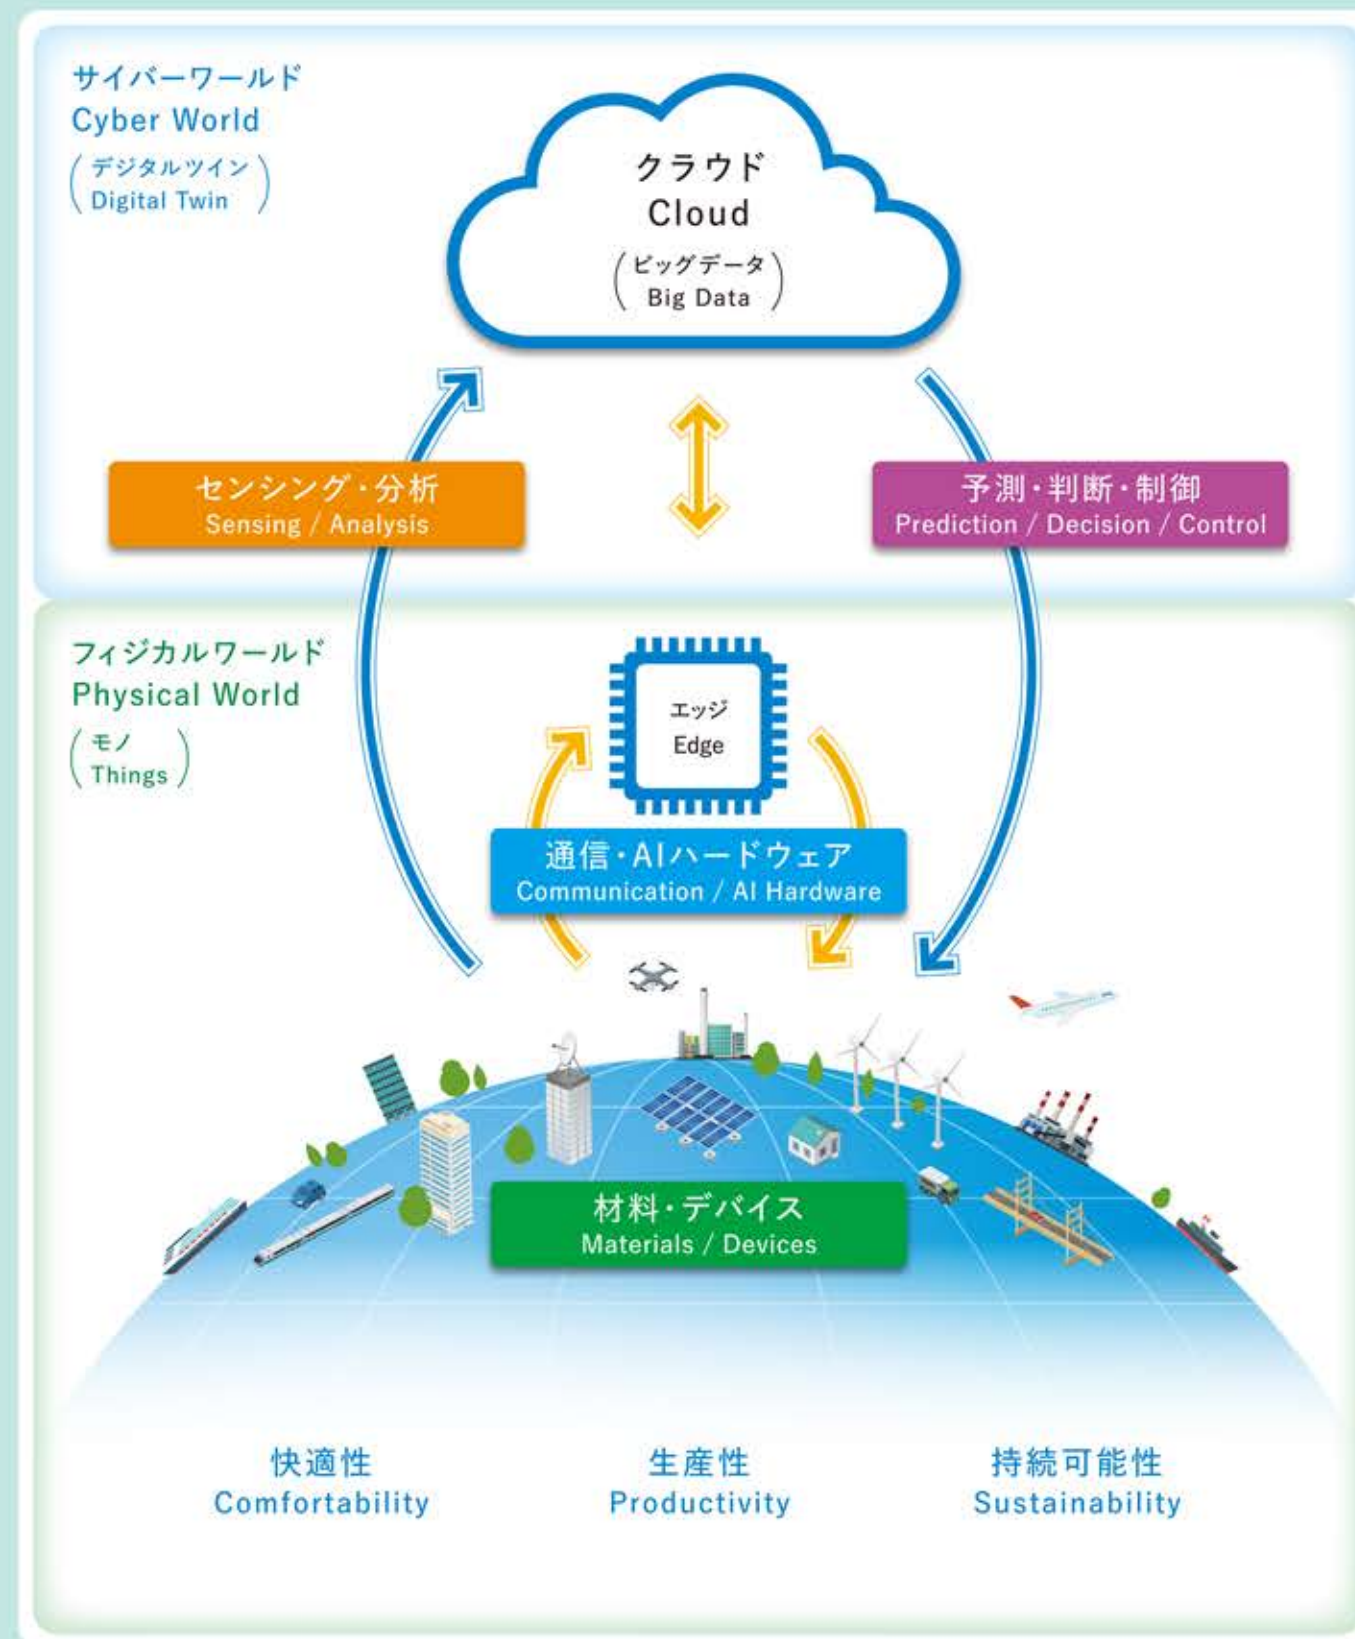 サイバーワールド
Cyber World
(デジタルツイン
Digital Twin)
クラウド
Cloud
(ビッグデータ
Big Data)
センシング・分析
Sensing / Analysis
予測・判断・制御
Prediction / Decision / Control
フィジカルワールド
Physical World
(モノ
Things)
エッジ
Edge
通信・AIハードウェア
Communication / AI Hardware
材料・デバイス
Materials / Devices
快適性
Comfortability
生産性
Productivity
持続可能性
Sustainability